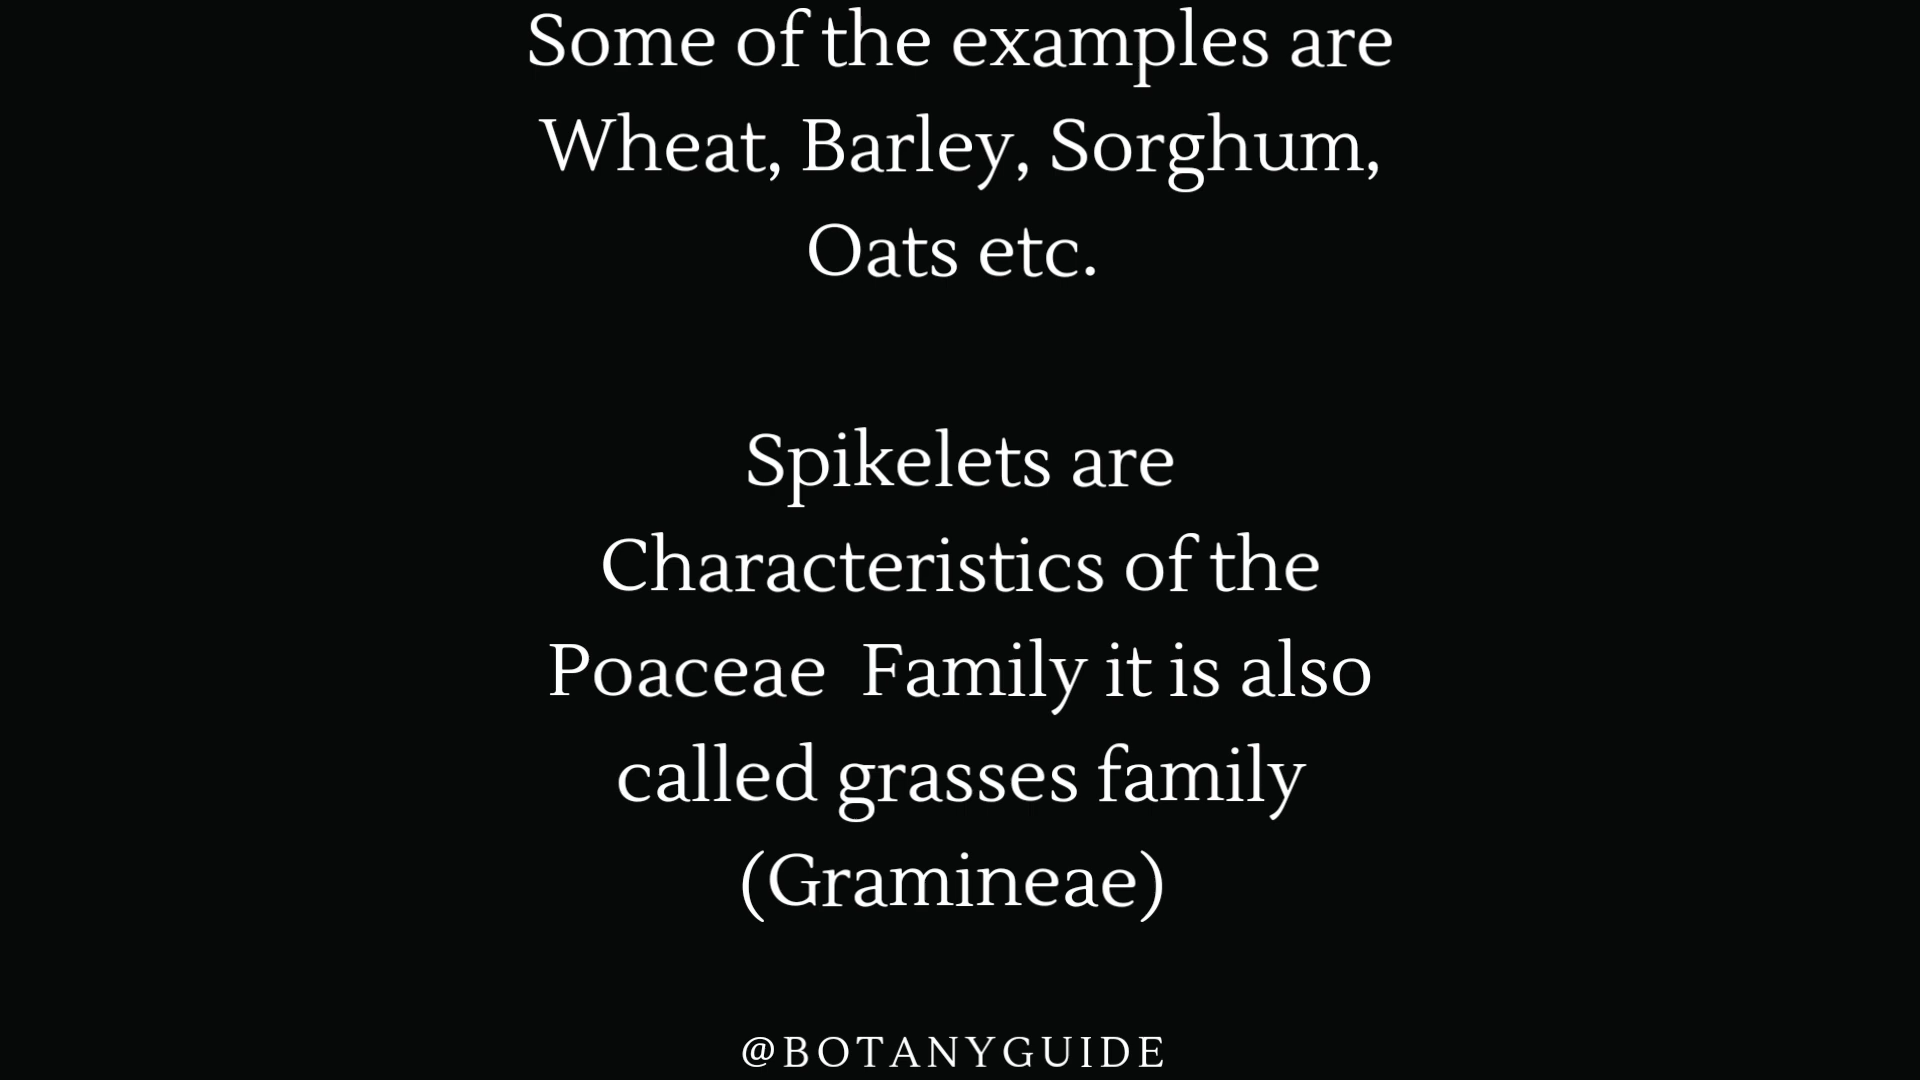 Some of the examples are
Wheat, Barley, Sorghum,
Oats etc.
Spikelets are
Characteristics of the
Poaceae  Family it is also
called grasses family
(Gramineae)
@BOTANYGUIDE